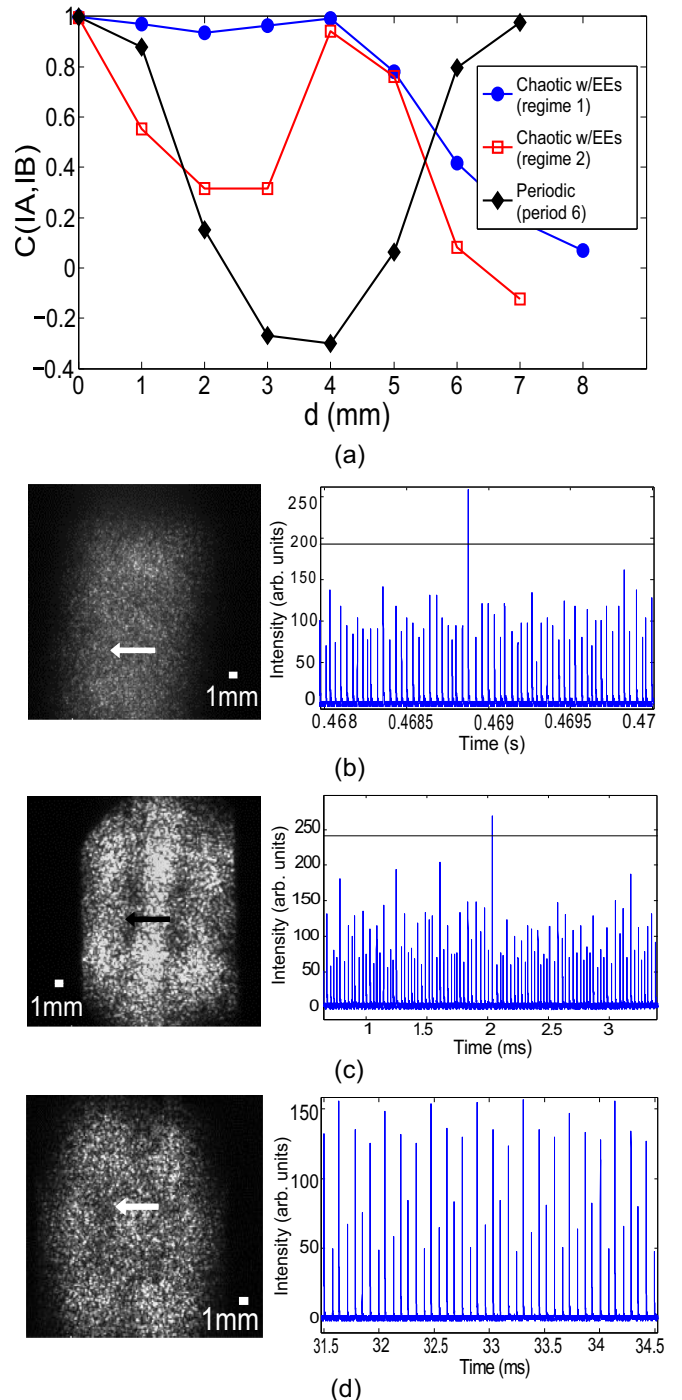 1
0.8
0.6
0.4
0.2
0
−0.2
−0.4
C(IA,IB)
0 1 2 3 4 5 6 7 8
d (mm)
Chaotic w/EEs
(regime 1)
Chaotic w/EEs
(regime 2)
Periodic
(period 6)
(a)
1mm
Intensity (arb. units)
250
200
150
100
50
0
0.468 0.4685 0.469 0.4695 0.47
Time (s)
(b)
1mm
Intensity (arb. units)
250
200
150
100
50
0
1 1.5 2 2.5 3
Time (ms)
(c)
1mm
Intensity (arb. units)
150
100
50
0
31.5 32 32.5 33 33.5 34 34.5
Time (ms)
(d)